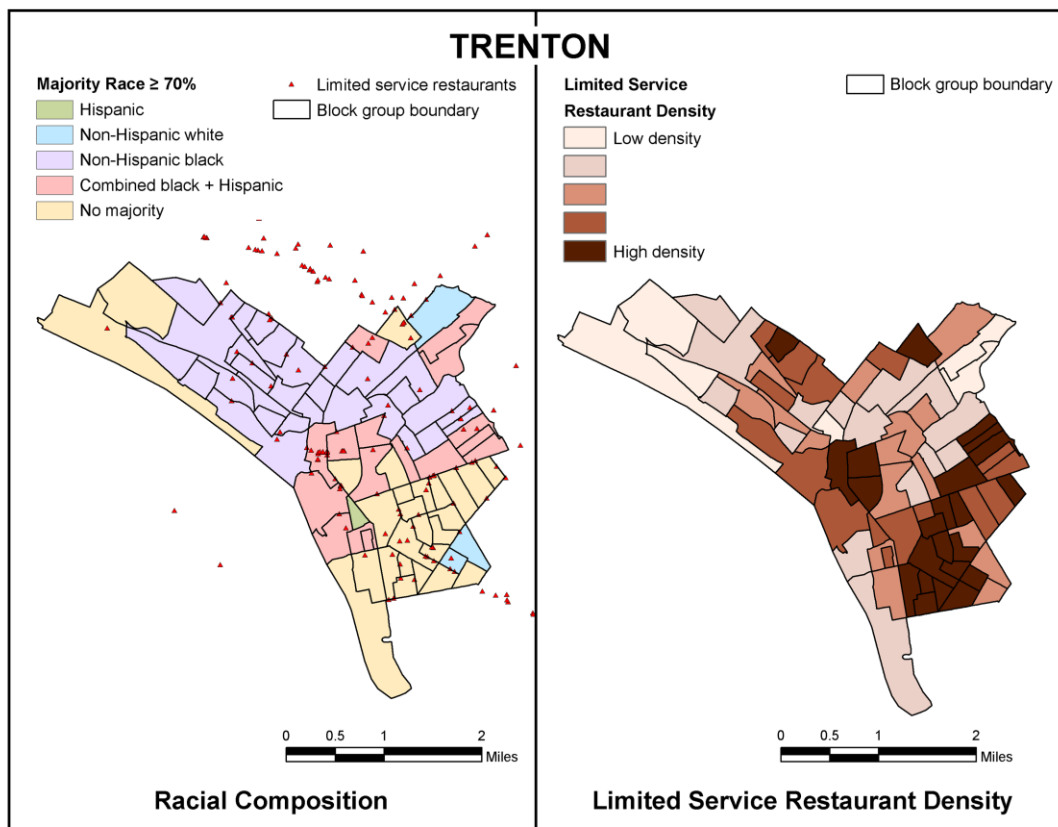 TRENTON
Majority Race ≥ 70%
Hispanic
Non-Hispanic white
Non-Hispanic black
Combined black + Hispanic
No majority
Limited service restaurants
Block group boundary
0 0.5 1 2
Miles
Racial Composition
Limited Service
Restaurant Density
Low density
High density
Block group boundary
0 0.5 1 2
Miles
Limited Service Restaurant Density